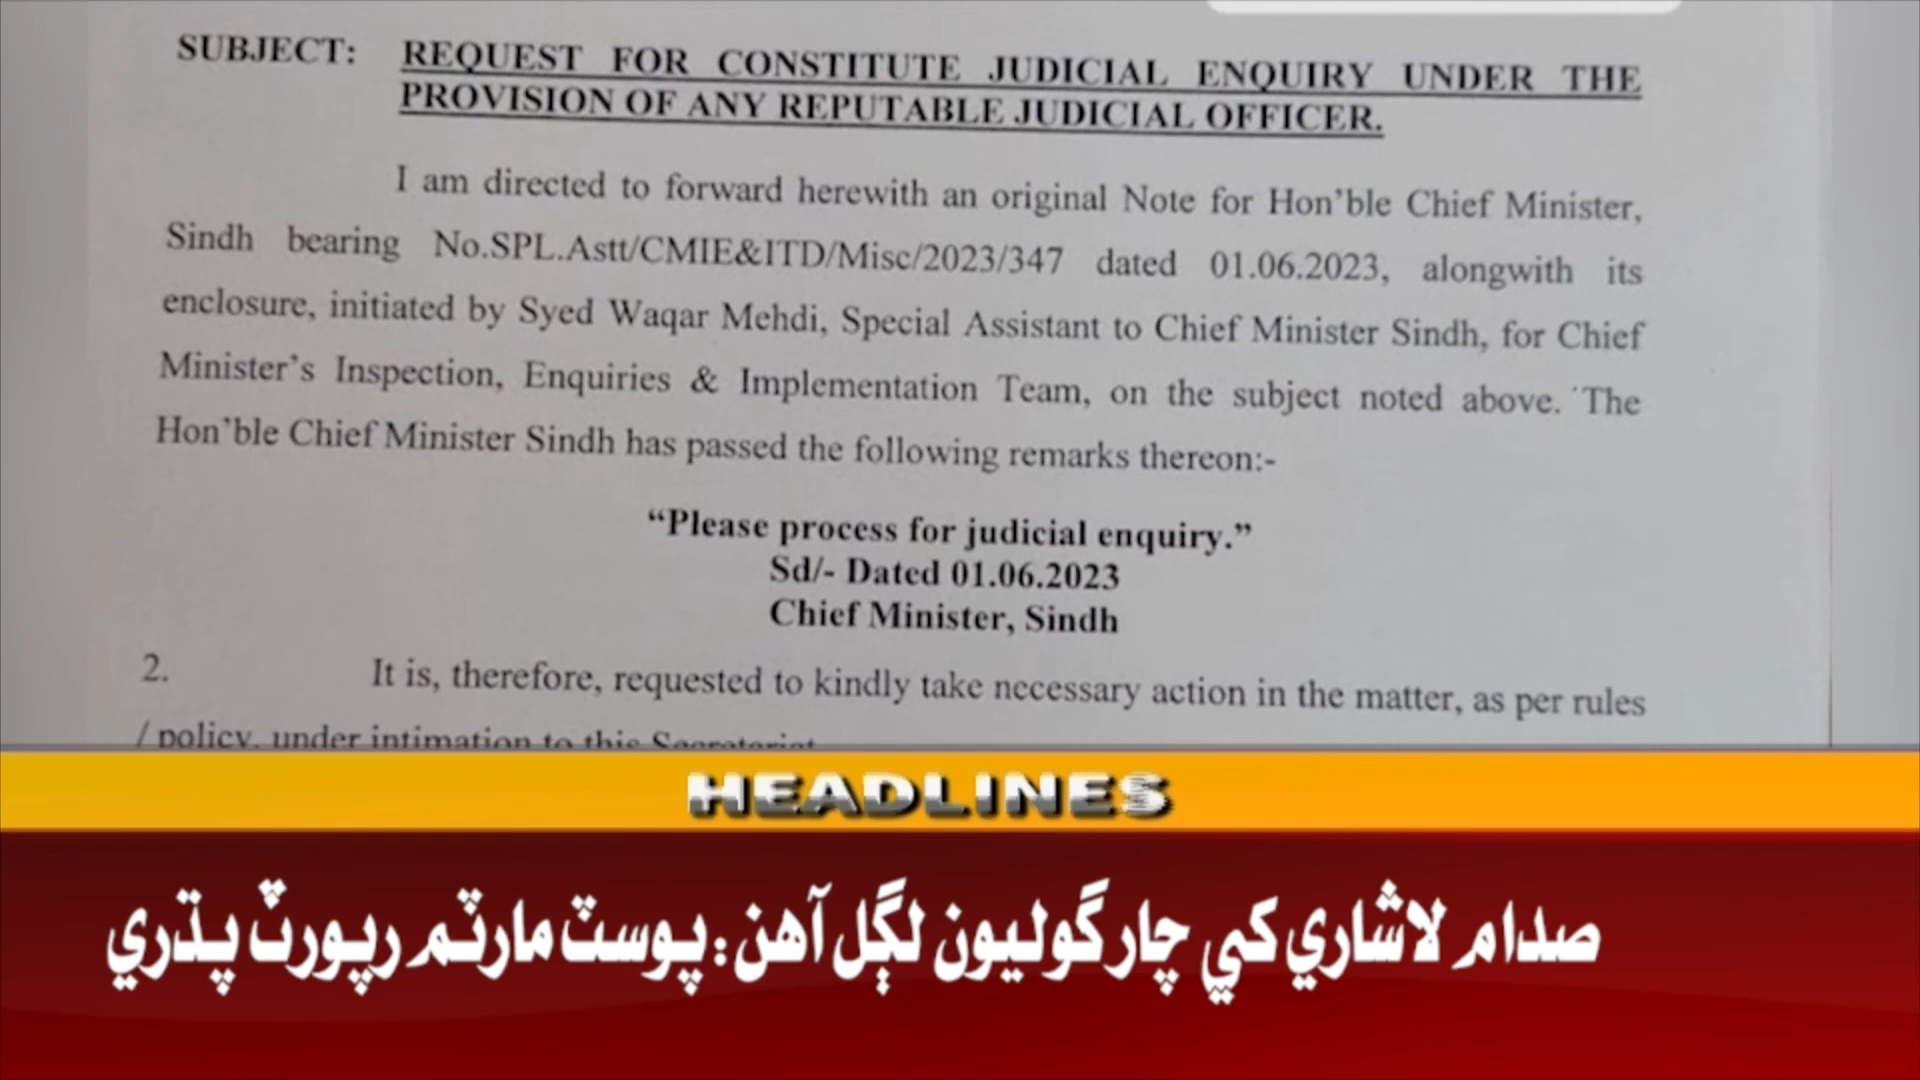 SUBJECT: REQUEST FOR CONSTITUTE JUDICIAL ENQUIRY UNDER THE
PROVISION OF ANY REPUTABLE JUDICIAL OFFICER.
I am directed to forward herewith an original Note for Hon'ble Chief Minister,
Sindh bearing No.SPL.Astt/CMIE&ITD/Misc/2023/347 dated 01.06.2023, alongwith its
enclosure, initiated by Syed Waqar Mehdi, Special Assistant to Chief Minister Sindh, for Chief
Minister's Inspection, Enquiries & Implementation Team, on the subject noted above. The
Hon'ble Chief Minister Sindh has passed the following remarks thereon:-
"Please process for judicial enquiry."
Sd/- Dated 01.06.2023
Chief Minister, Sindh
2. It is, therefore, requested to kindly take necessary action in the matter, as per rules
/ policy, under intimation to this Secretariat
HEADLINES
صدام لاشاري کي چار گوليون لڳل آهن: پوسٽ مارٽم رپورٽ پڌري